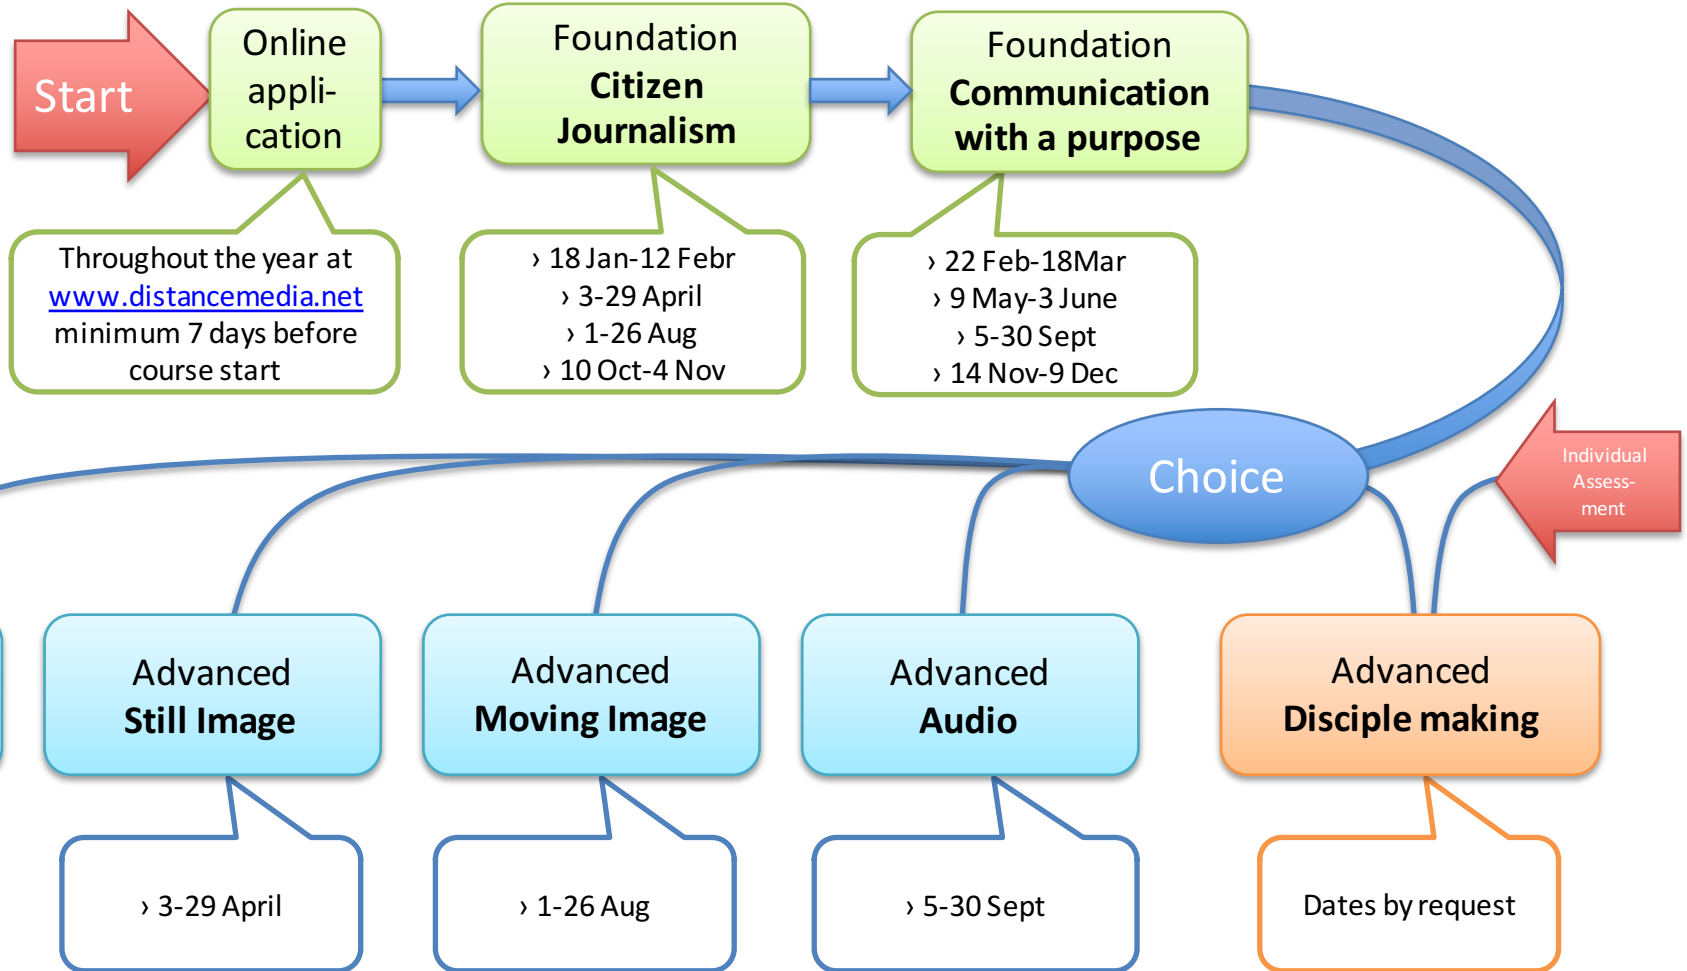 Start
Online
appli-
cation
Foundation
Citizen
Journalism
Foundation
Communication
with a purpose
Throughout the year at
www.distancemedia.net
minimum 7 days before
course start
› 18 Jan-12 Febr
› 3-29 April
› 1-26 Aug
› 10 Oct-4 Nov
› 22 Feb-18Mar
› 9 May-3 June
› 5-30 Sept
› 14 Nov-9 Dec
Choice
Individual
Assess-
ment
Advanced
Still Image
Advanced
Moving Image
Advanced
Audio
Advanced
Disciple making
› 3-29 April
› 1-26 Aug
› 5-30 Sept
Dates by request